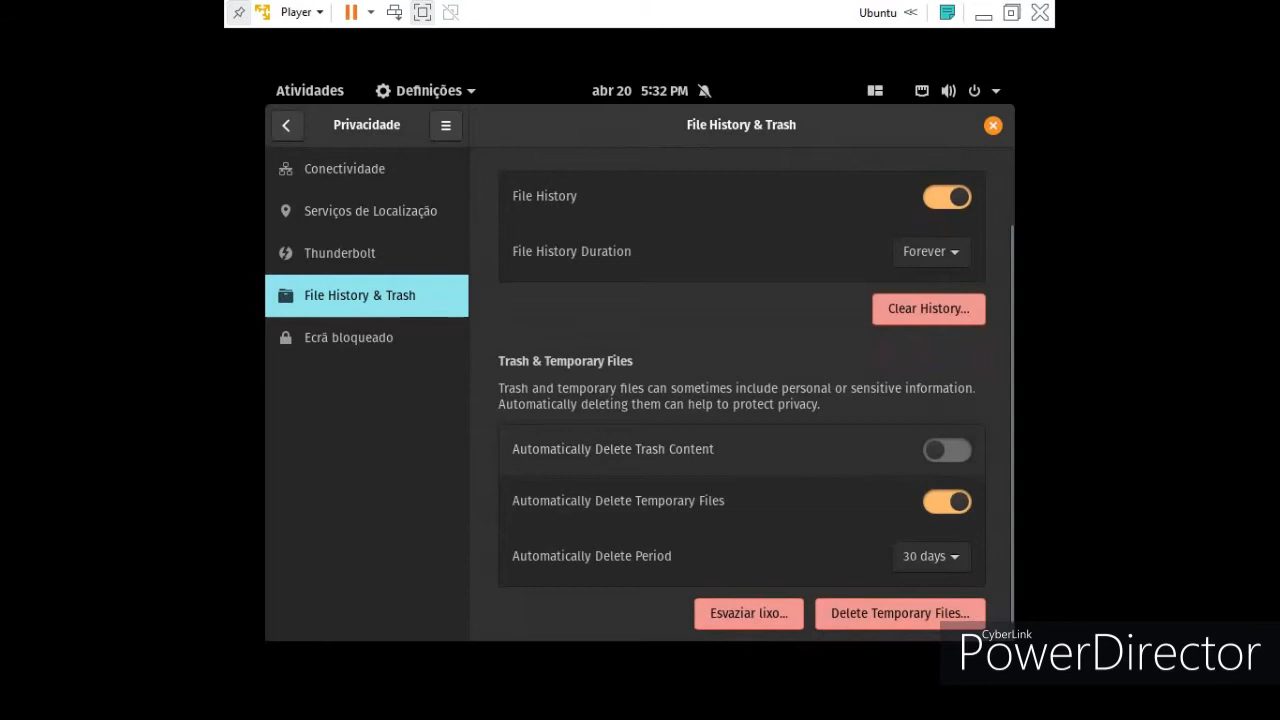 Player
Ubuntu
Atividades
Definições
abr 20 5:32 PM
Privacidade
File History & Trash
Conectividade
Serviços de Localização
Thunderbolt
File History & Trash
Ecrã bloqueado
File History
File History Duration
Forever
Clear History...
Trash & Temporary Files
Trash and temporary files can sometimes include personal or sensitive information.
Automatically deleting them can help to protect privacy.
Automatically Delete Trash Content
Automatically Delete Temporary Files
Automatically Delete Period
30 days
Esvaziar lixo...
Delete Temporary Files...
CyberLink
PowerDirector